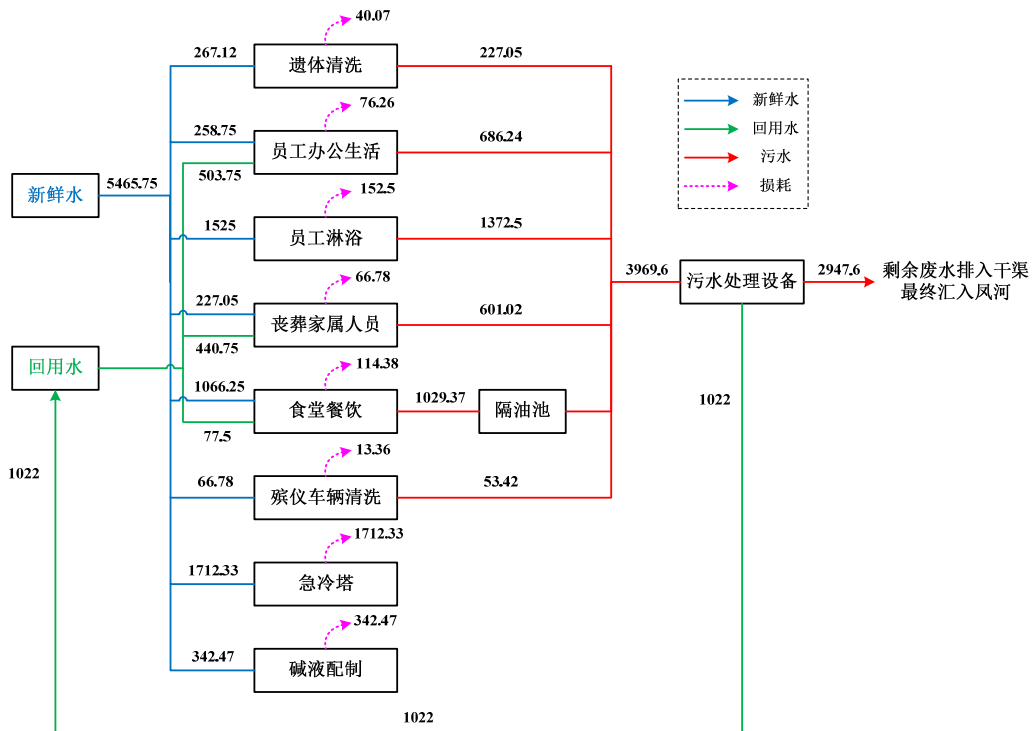 40.07
267.12
遗体清洗
227.05
76.26
258.75
员工办公生活
686.24
503.75
新鲜水
5465.75
152.5
1525
员工淋浴
1372.5
66.78
227.05
丧葬家属人员
601.02
440.75
回用水
114.38
1066.25
食堂餐饮
1029.37
隔油池
77.5
13.36
66.78
殡仪车辆清洗
53.42
1712.33
1712.33
急冷塔
342.47
342.47
碱液配制
3969.6
污水处理设备
2947.6
剩余废水排入干渠
最终汇入凤河
1022
1022
1022
新鲜水
回用水
污水
损耗